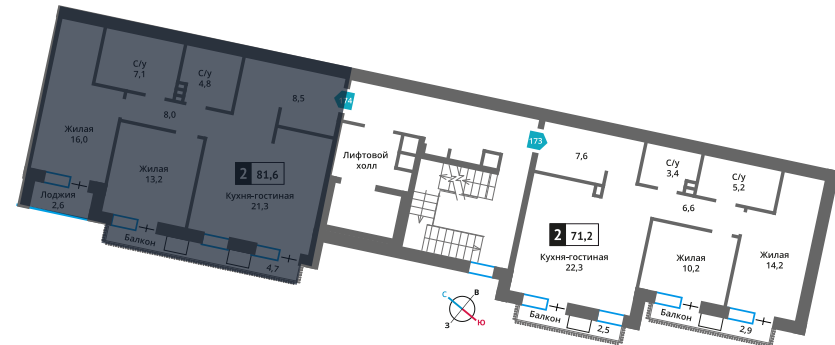 С/у
7,1
С/у
4,8
8,5
174
8,0
Жилая
16,0
Жилая
13,2
2 81,6
Кухня-гостиная
21,3
Лоджия
2,6
Балкон
4,7
Лифтовой
холл
173
7,6
С/у
3,4
С/у
5,2
6,6
2 71,2
Кухня-гостиная
22,3
Жилая
10,2
Жилая
14,2
Балкон
2,5
Балкон
2,9
С
В
З
Ю